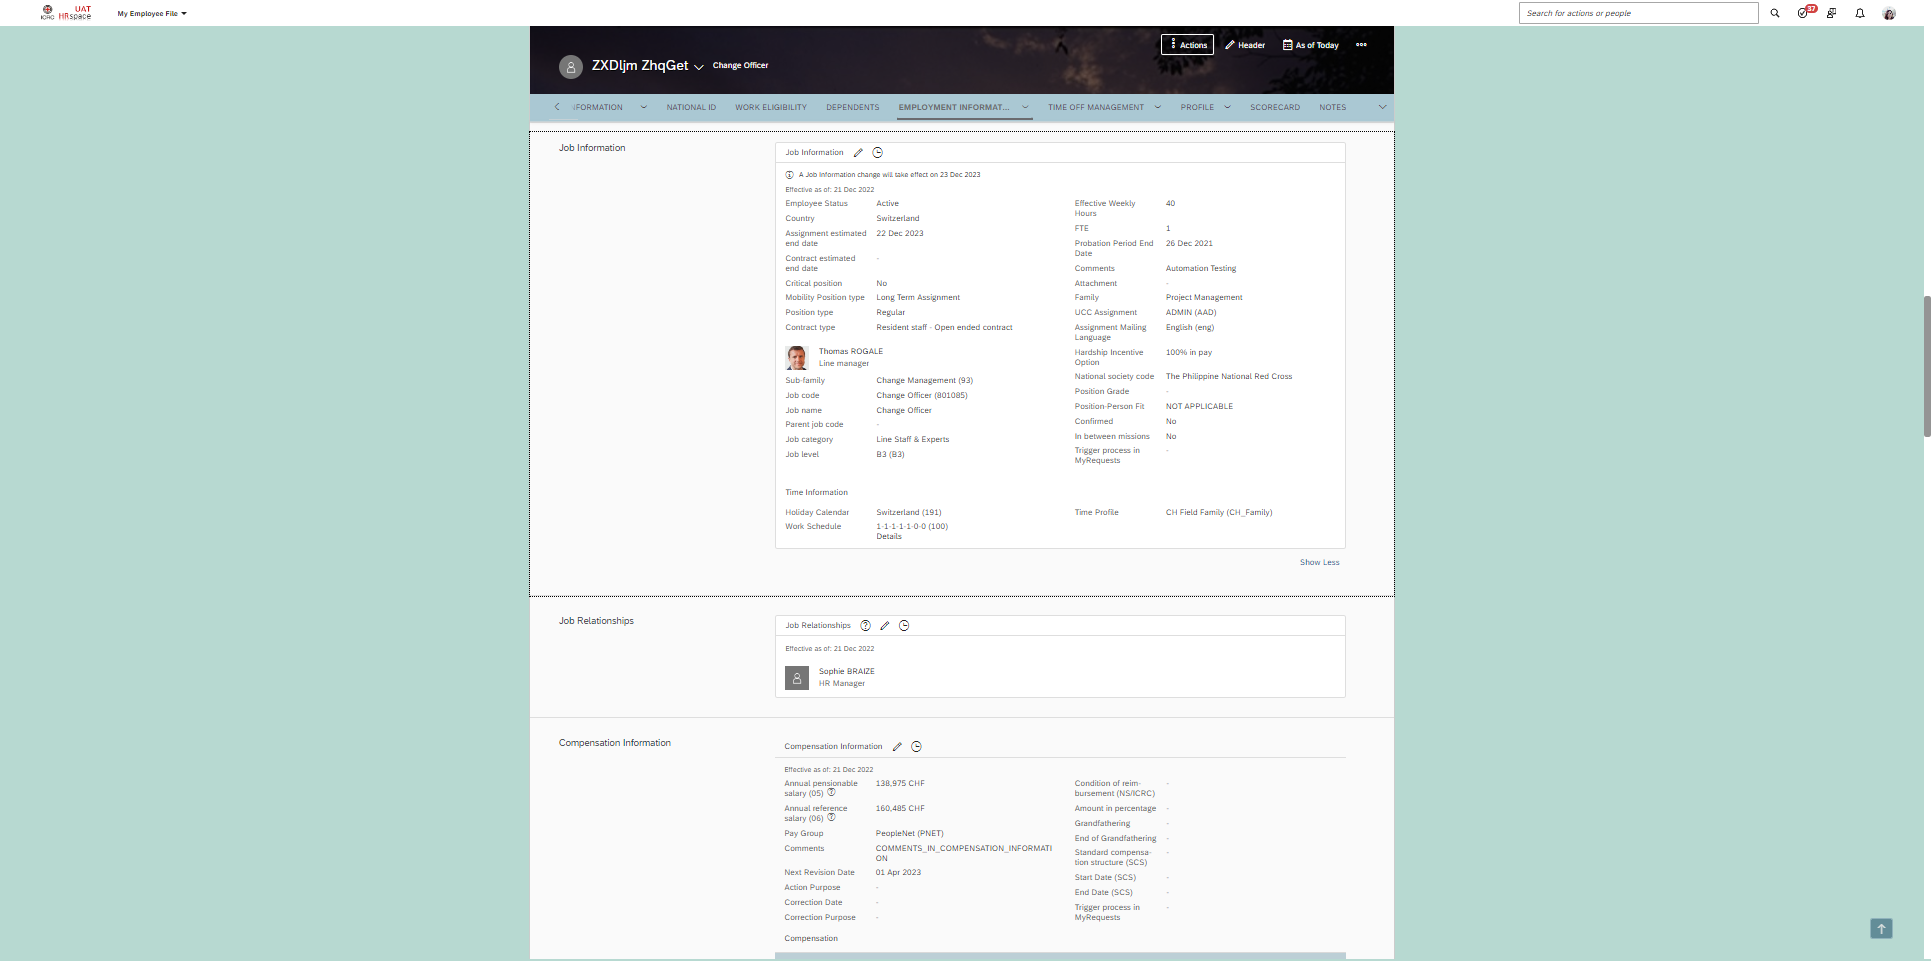 ICRC UAT HRspace My Employee File Search for actions or people 37
Actions Header As of Today
ZXDljm ZhqGet Change Officer
FORMATION NATIONAL ID WORK ELIGIBILITY DEPENDENTS EMPLOYMENT INFORMAT... TIME OFF MANAGEMENT PROFILE SCORECARD NOTES
Job Information
Job Information
A Job Information change will take effect on 23 Dec 2023
Effective as of: 21 Dec 2022
Employee Status Active
Country Switzerland
Assignment estimated end date 22 Dec 2023
Contract estimated end date -
Critical position No
Mobility Position type Long Term Assignment
Position type Regular
Contract type Resident staff - Open ended contract
Thomas ROGALE
Line manager
Sub-family Change Management (93)
Job code Change Officer (801085)
Job name Change Officer
Parent job code -
Job category Line Staff & Experts
Job level B3 (B3)
Effective Weekly Hours 40
FTE 1
Probation Period End Date 26 Dec 2021
Comments Automation Testing
Attachment -
Family Project Management
UCC Assignment ADMIN (AAD)
Assignment Mailing Language English (eng)
Hardship Incentive Option 100% in pay
National society code The Philippine National Red Cross
Position Grade -
Position-Person Fit NOT APPLICABLE
Confirmed No
In between missions No
Trigger process in MyRequests -
Time Information
Holiday Calendar Switzerland (191)
Work Schedule 1-1-1-1-1-0-0 (100)
Details
Time Profile CH Field Family (CH_Family)
Show Less
Job Relationships
Job Relationships
Effective as of: 21 Dec 2022
Sophie BRAIZE
HR Manager
Compensation Information
Compensation Information
Effective as of: 21 Dec 2022
Annual pensionable salary (05) 138,975 CHF
Annual reference salary (06) 160,485 CHF
Pay Group PeopleNet (PNET)
Comments COMMENTS_IN_COMPENSATION_INFORMATI
ON
Next Revision Date 01 Apr 2023
Action Purpose -
Correction Date -
Correction Purpose -
Condition of reim-
bursement (NS/ICRC) -
Amount in percentage -
Grandfathering -
End of Grandfathering -
Standard compensa-
tion structure (SCS) -
Start Date (SCS) -
End Date (SCS) -
Trigger process in MyRequests -
Compensation